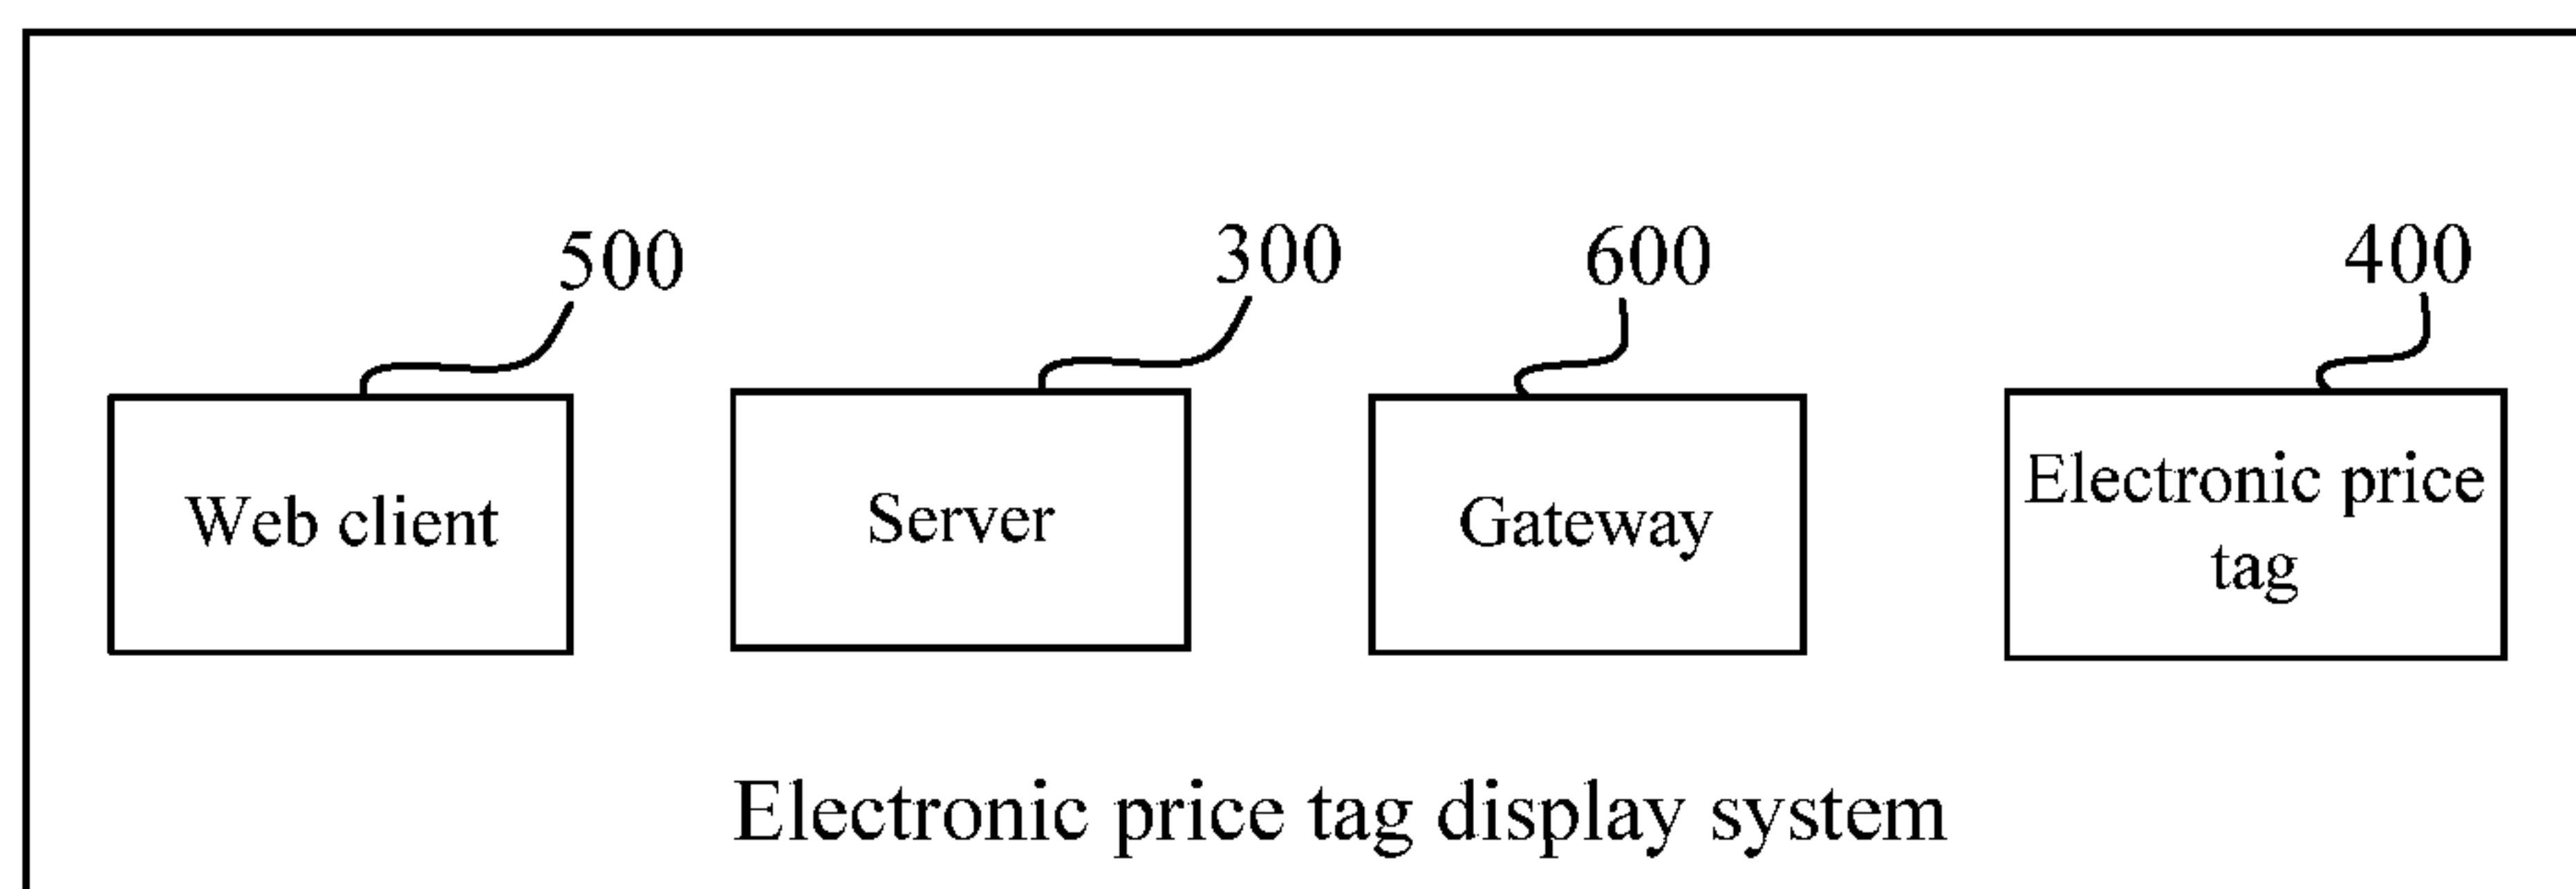 500
300
600
400
Web client
Server
Gateway
Electronic price
tag
Electronic price tag display system